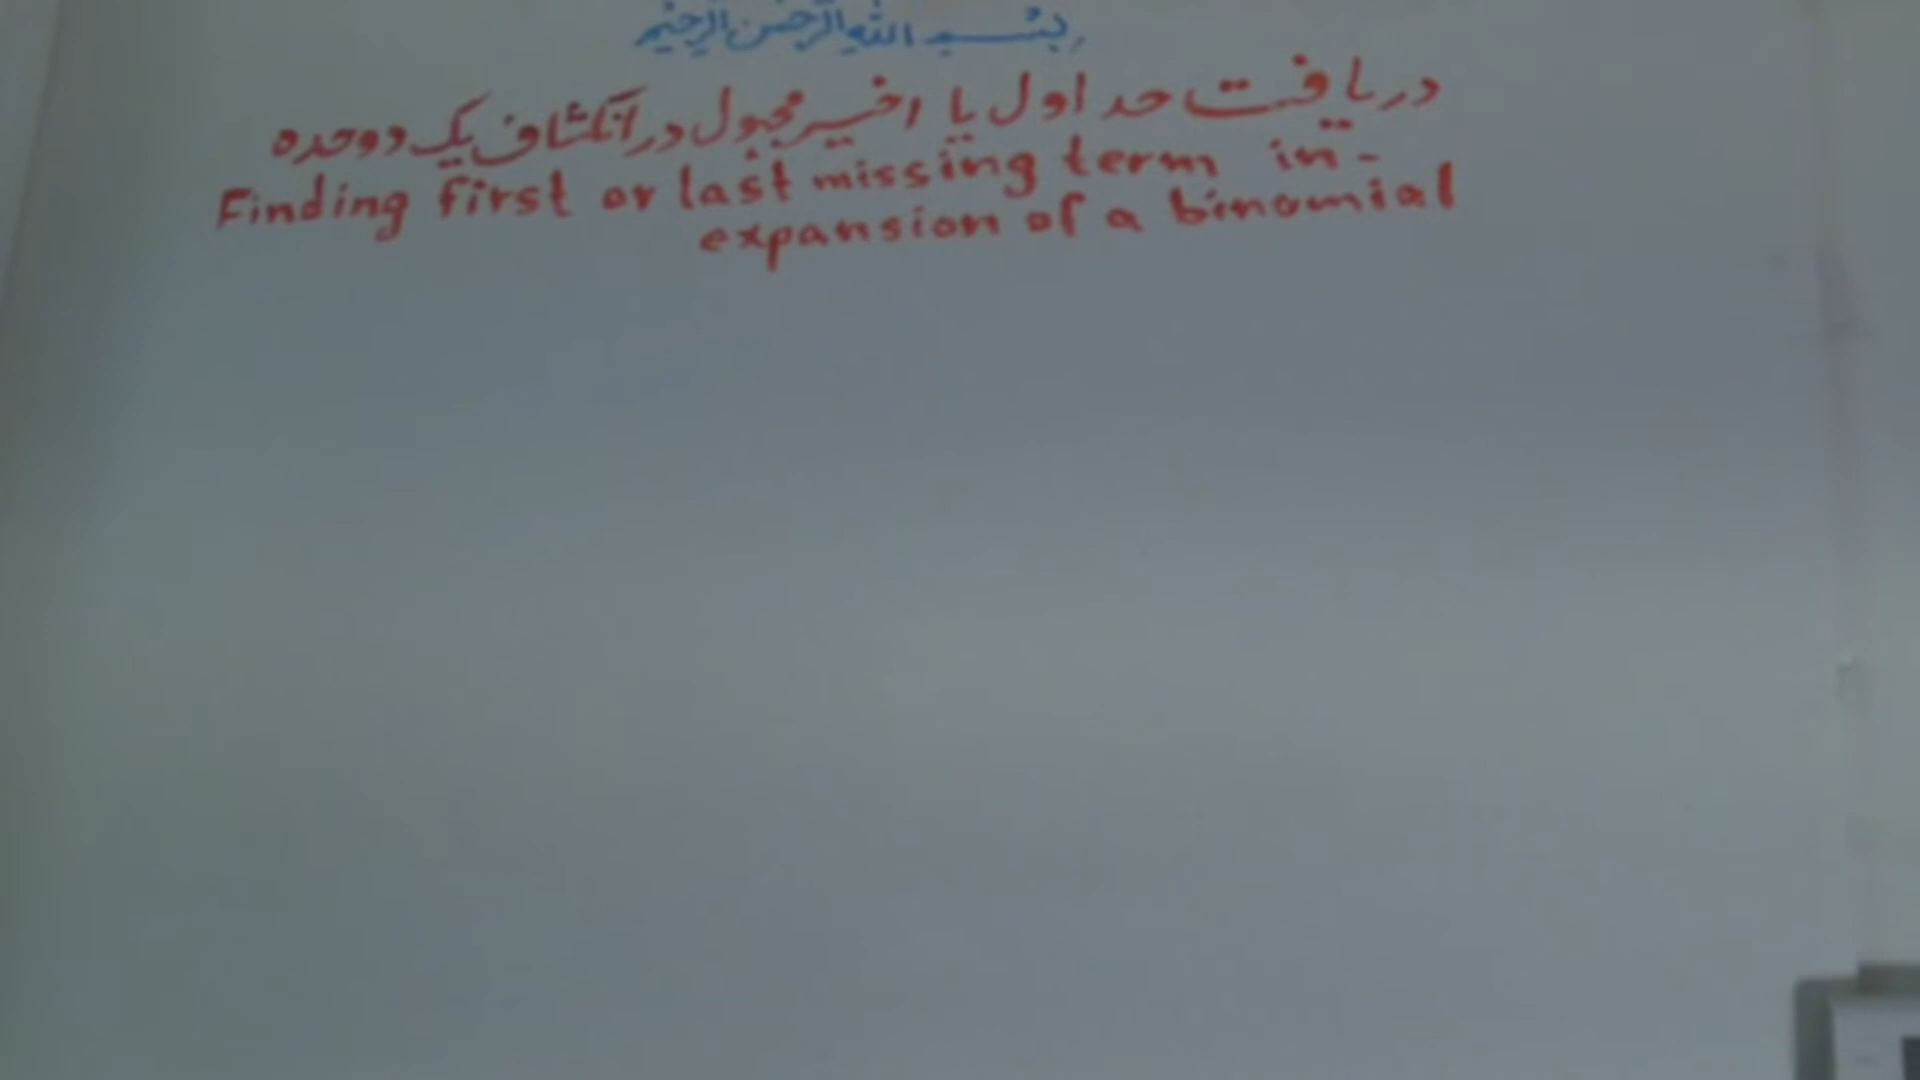 بسم الله الرحمن الرحیم
دریافت حد اول یا اخیر مجهول در انکشاف یک دوحده
Finding first or last missing term in-
expansion of a binomial